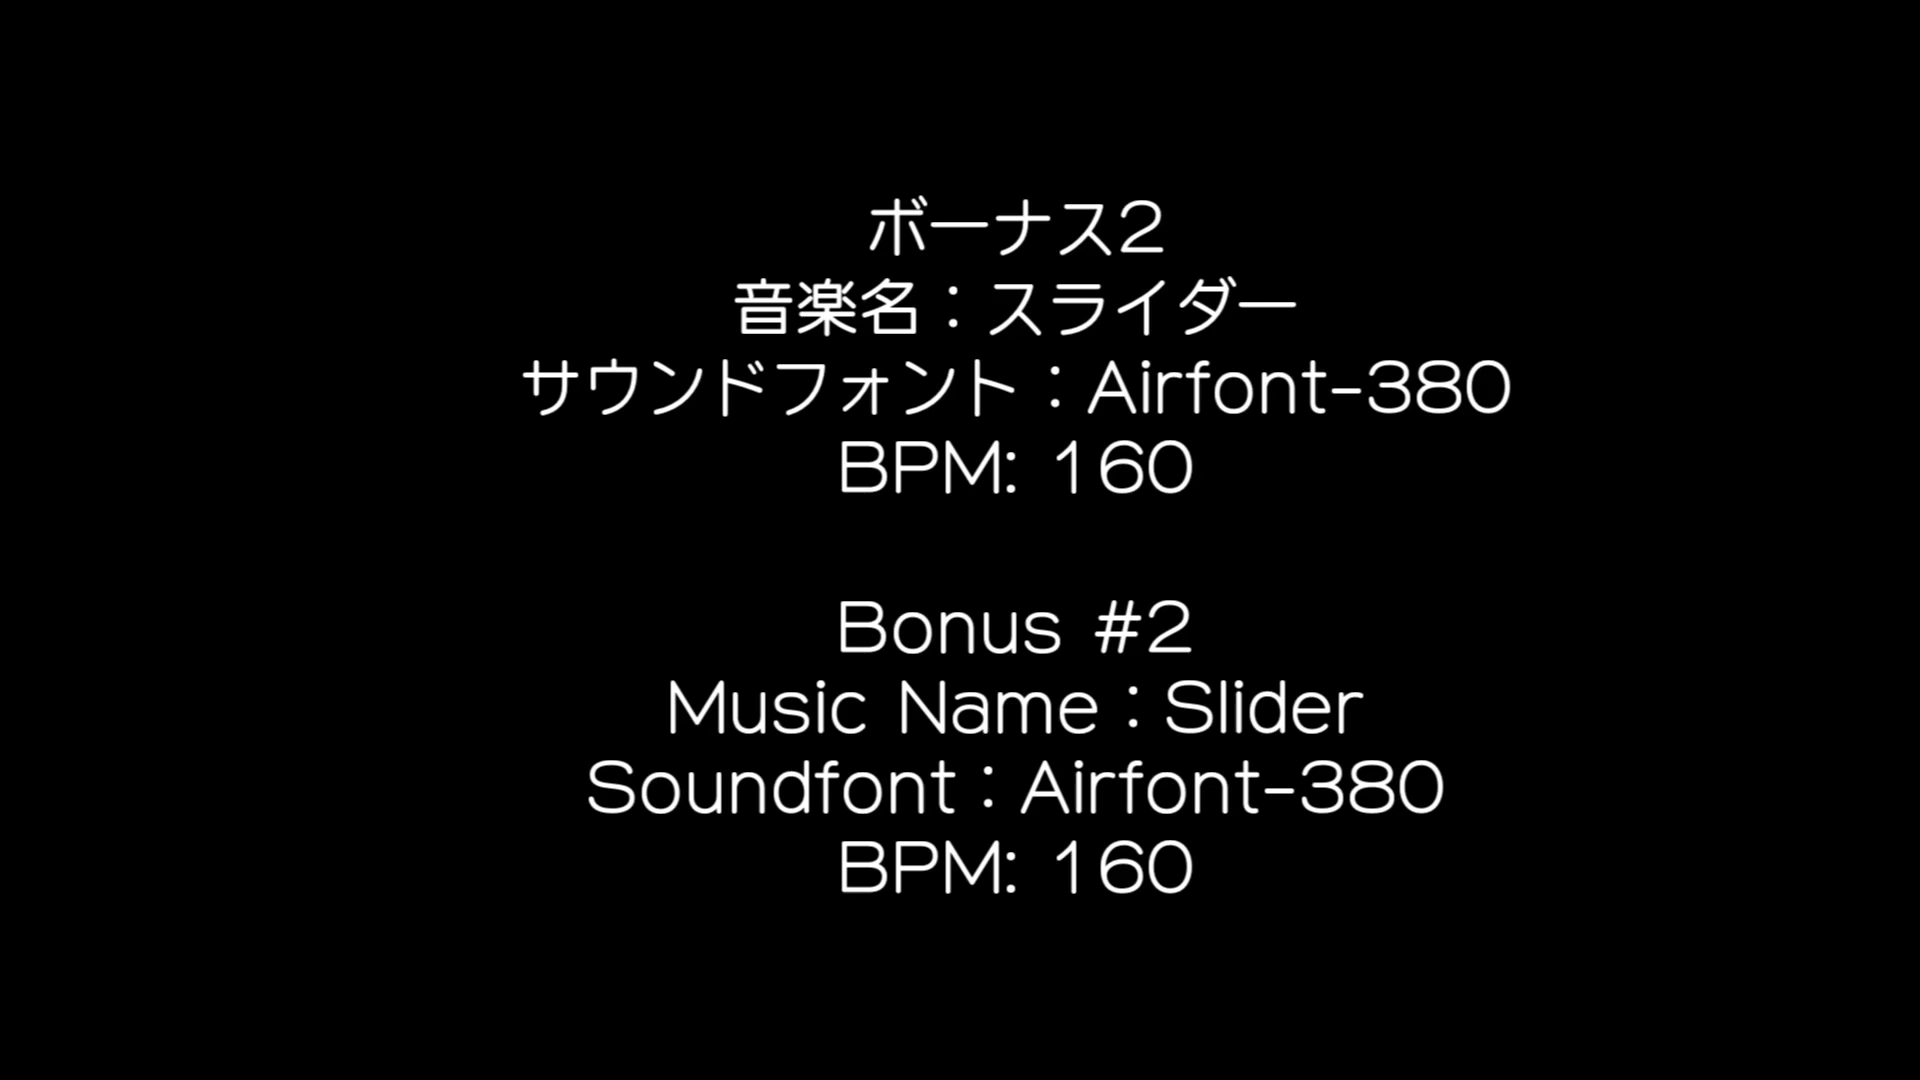 ボーナス2
音楽名：スライダー
サウンドフォント：Airfont-380
BPM: 160
Bonus #2
Music Name：Slider
Soundfont：Airfont-380
BPM: 160